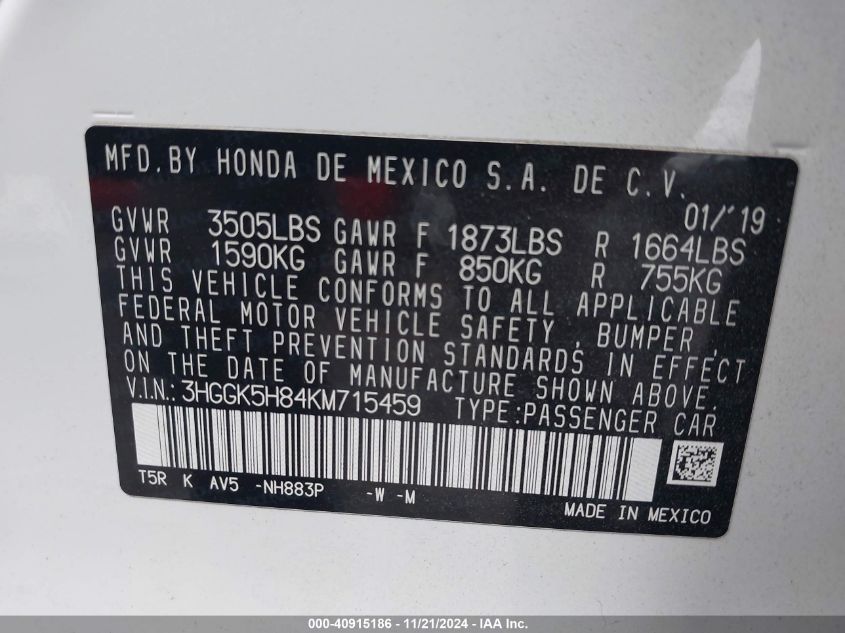 MFD.BY HONDA DE MEXICO S.A. DE C.V.
01/'19
GVWR 3505LBS GAWR F 1873LBS R 1664LBS
GVWR 1590KG GAWR F 850KG R 755KG
THIS VEHICLE CONFORMS TO ALL APPLICABLE
FEDERAL MOTOR VEHICLE SAFETY , BUMPER ,
AND THEFT PREVENTION STANDARDS IN EFFECT
ON THE DATE OF MANUFACTURE SHOWN ABOVE.
V.I.N.: 3HGGK5H84KM715459 TYPE:PASSENGER CAR
T5R K AV5 -NH883P -W -M
MADE IN MEXICO
000-40915186 - 11/21/2024 - IAA Inc.